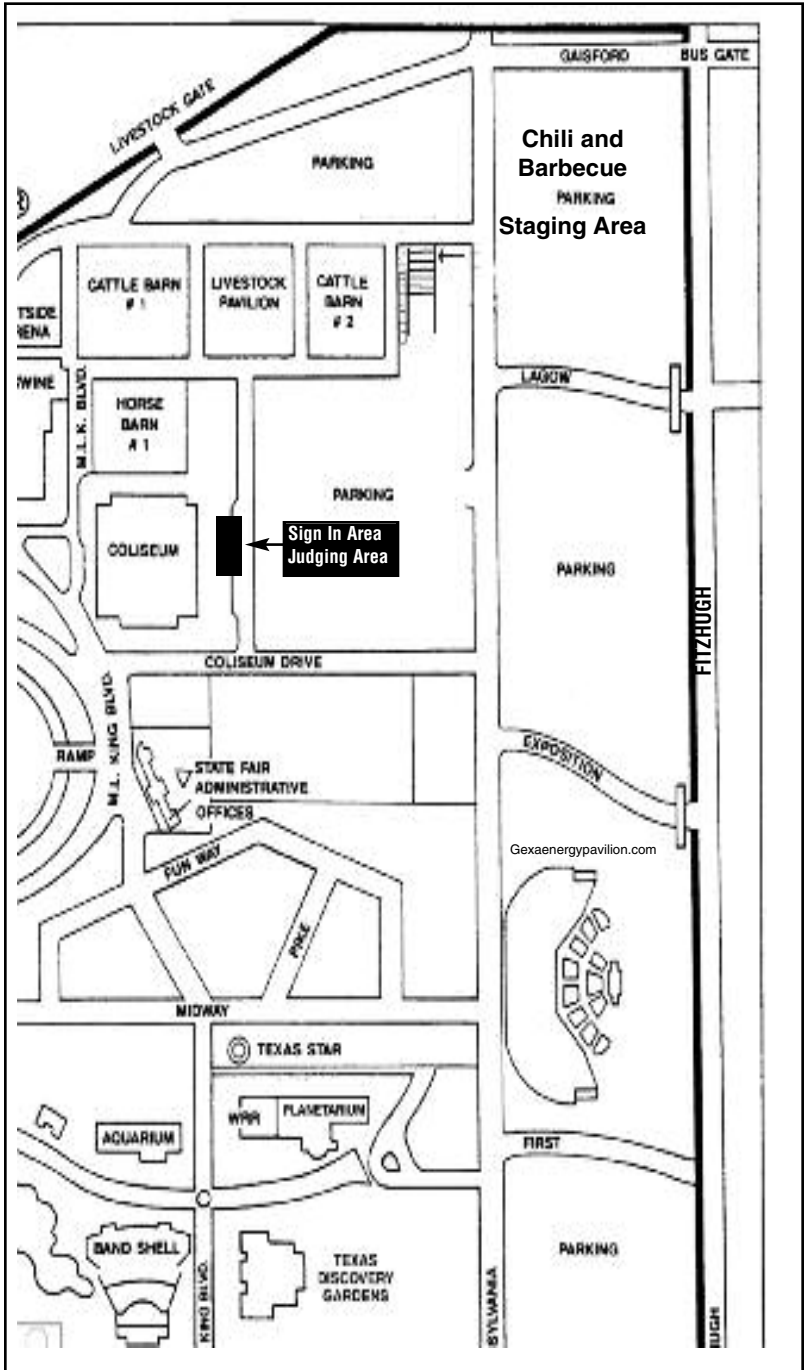 GAISFORD
BUS GATE
LIVESTOCK GATE
Chili and
Barbecue
PARKING
Staging Area
PARKING
CATTLE BARN
# 1
LIVESTOCK
PAVILION
CATTLE
BARN
# 2
TSIDE
RENA
SWINE
M.L.K. BLVD.
HORSE
BARN
# 1
LAGOW
PARKING
COLISEUM
Sign In Area
Judging Area
PARKING
FITZHUGH
COLISEUM DRIVE
M.L. KING BLVD.
RAMP
STATE FAIR
ADMINISTRATIVE
OFFICES
EXPOSITION
FUN WAY
PIKE
Gexaenergypavilion.com
MIDWAY
TEXAS STAR
WRR
PLANETARIUM
AQUARIUM
FIRST
BAND SHELL
KING BLVD.
TEXAS
DISCOVERY
GARDENS
SYLVANIA
PARKING
UGH